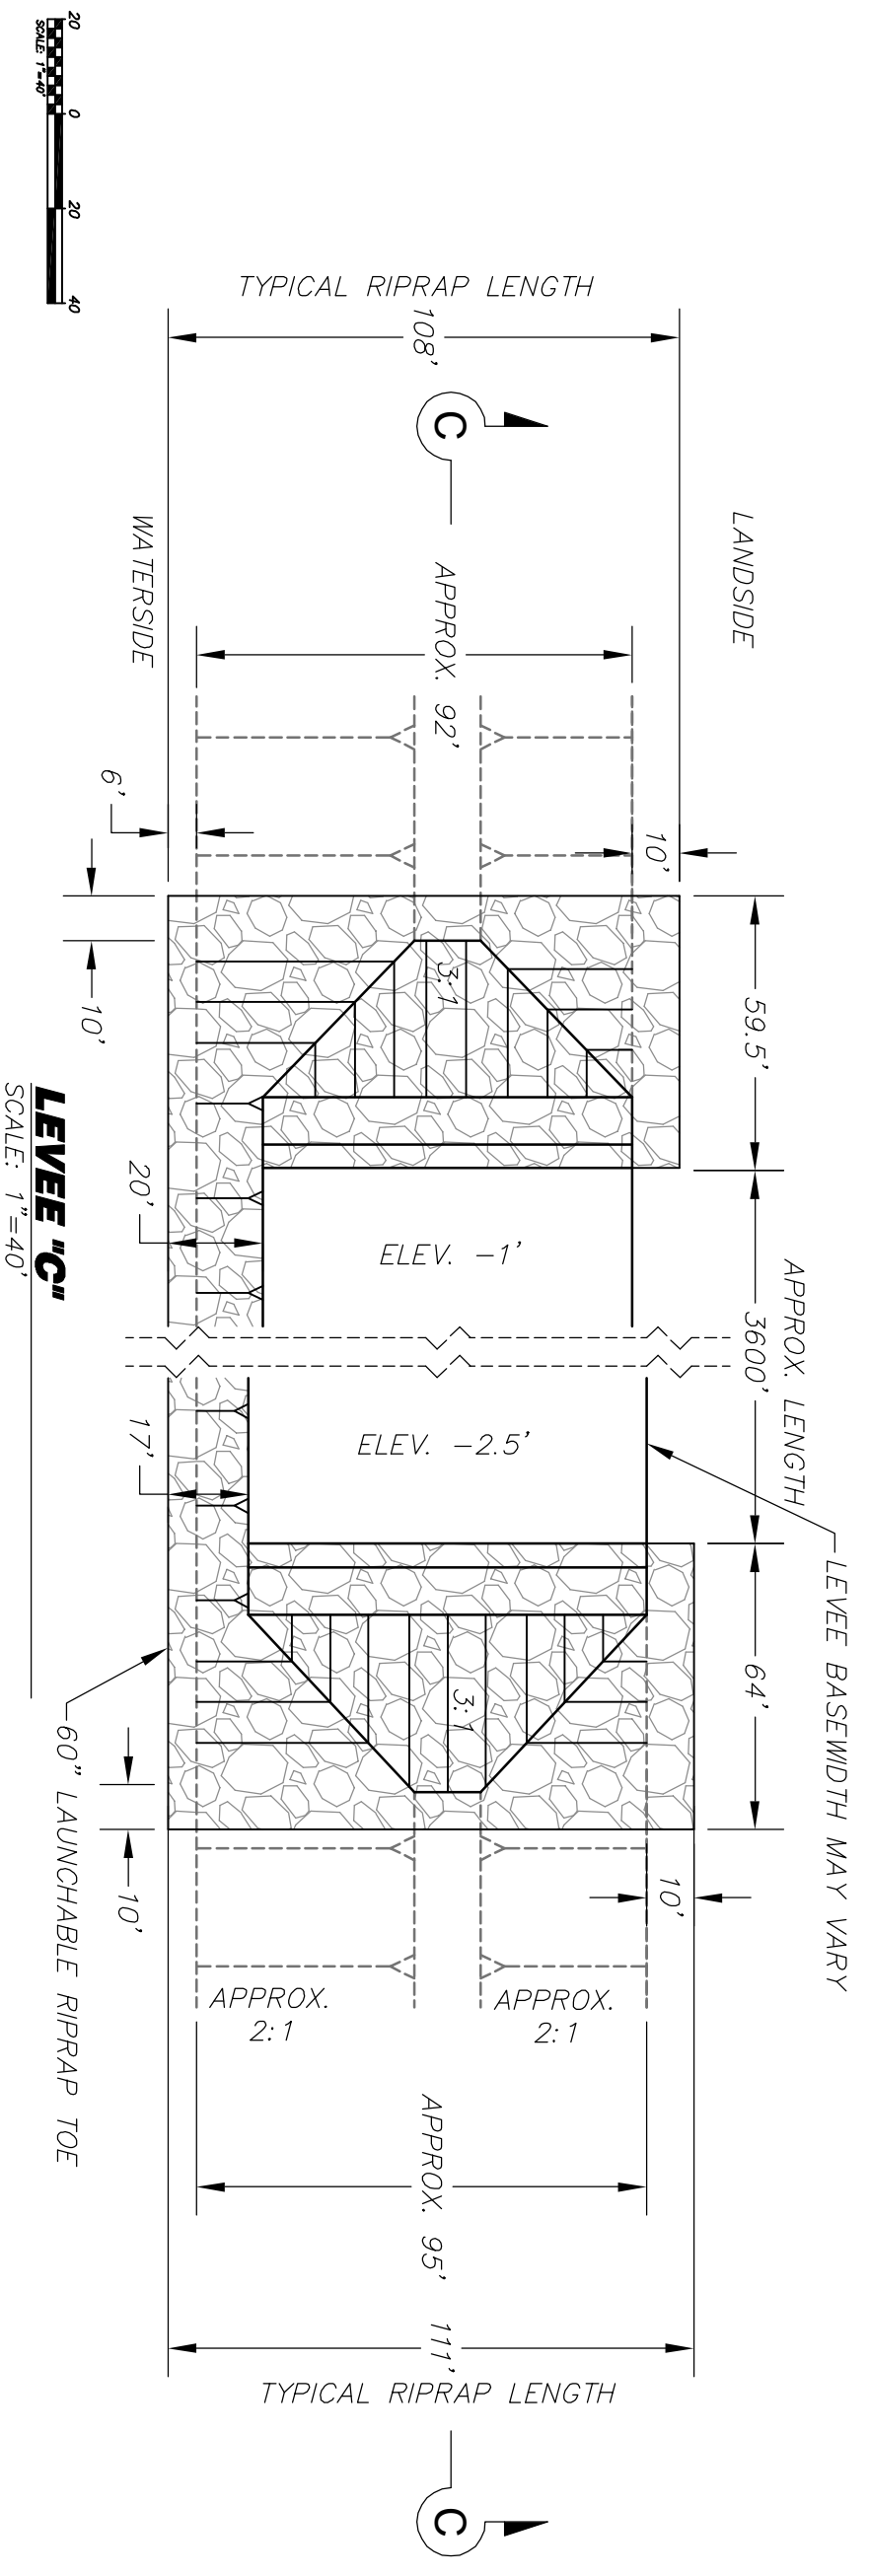 TYPICAL RIPRAP LENGTH
108'
C
LANDSIDE
WATERSIDE
APPROX. 92'
6'
10'
10'
59.5'
3:1
20'
ELEV. -1'
APPROX. LENGTH
3600'
ELEV. -2.5'
17'
LEVEE BASEWIDTH MAY VARY
64'
3:1
60" LAUNCHABLE RIPRAP TOE
10'
10'
APPROX.
2:1
APPROX.
2:1
APPROX. 95'
111'
TYPICAL RIPRAP LENGTH
C
LEVEE "C"
SCALE: 1"=40'
20 0 20 40
SCALE: 1"=40'